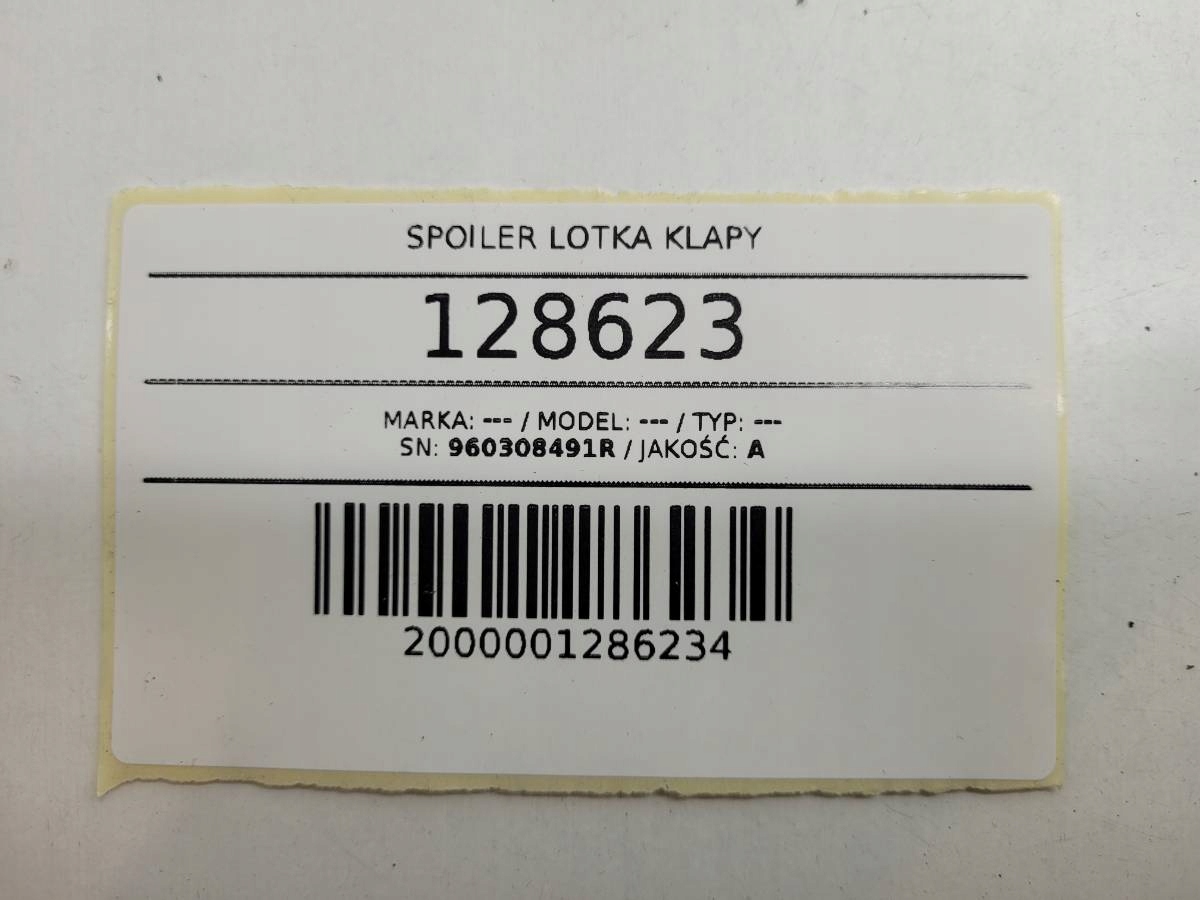 SPOILER LOTKA KLAPY
128623
MARKA: --- / MODEL: --- / TYP: ---
SN: 960308491R / JAKOŚĆ: A
2000001286234